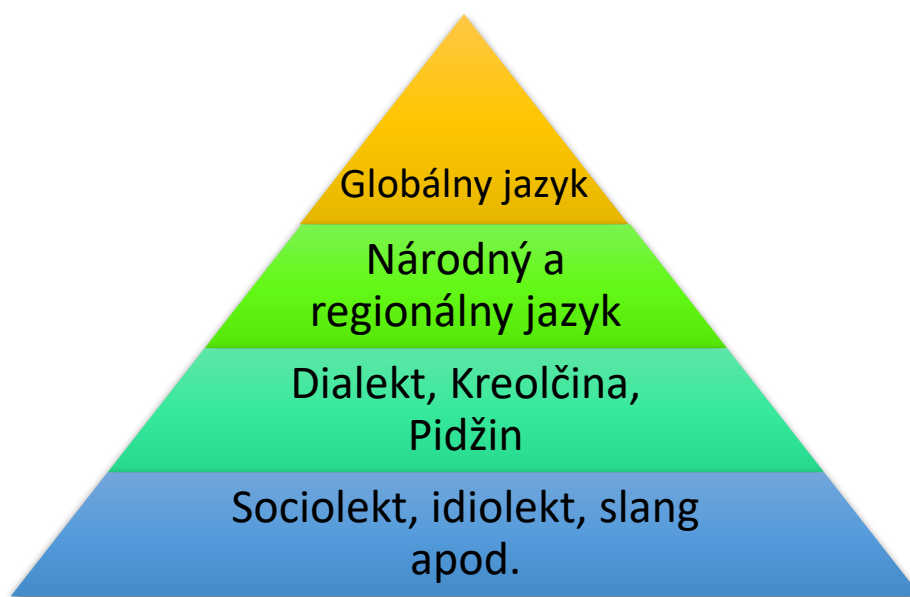 Globálny jazyk
Národný a
regionálny jazyk
Dialekt, Kreolčina,
Pidžin
Sociolekt, idiolekt, slang
apod.